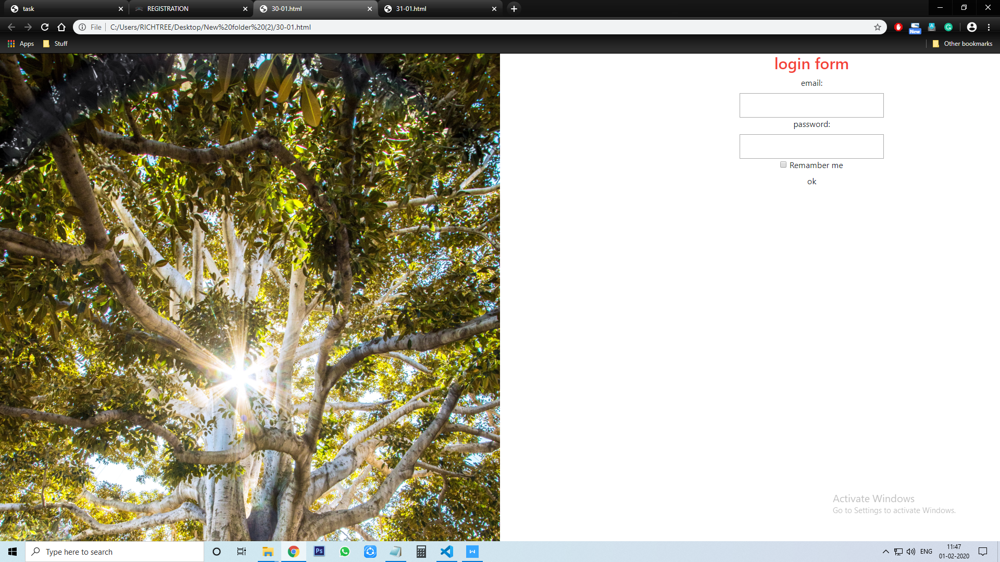 task
REGISTRATION
30-01.html
31-01.html
File
C:/Users/RICHTREE/Desktop/New%20folder%20(2)/30-01.html
New
Apps
Stuff
Other bookmarks
login form
email:
password:
Remamber me
ok
Activate Windows
Go to Settings to activate Windows.
Type here to search
Ps
ENG
11:47
01-02-2020